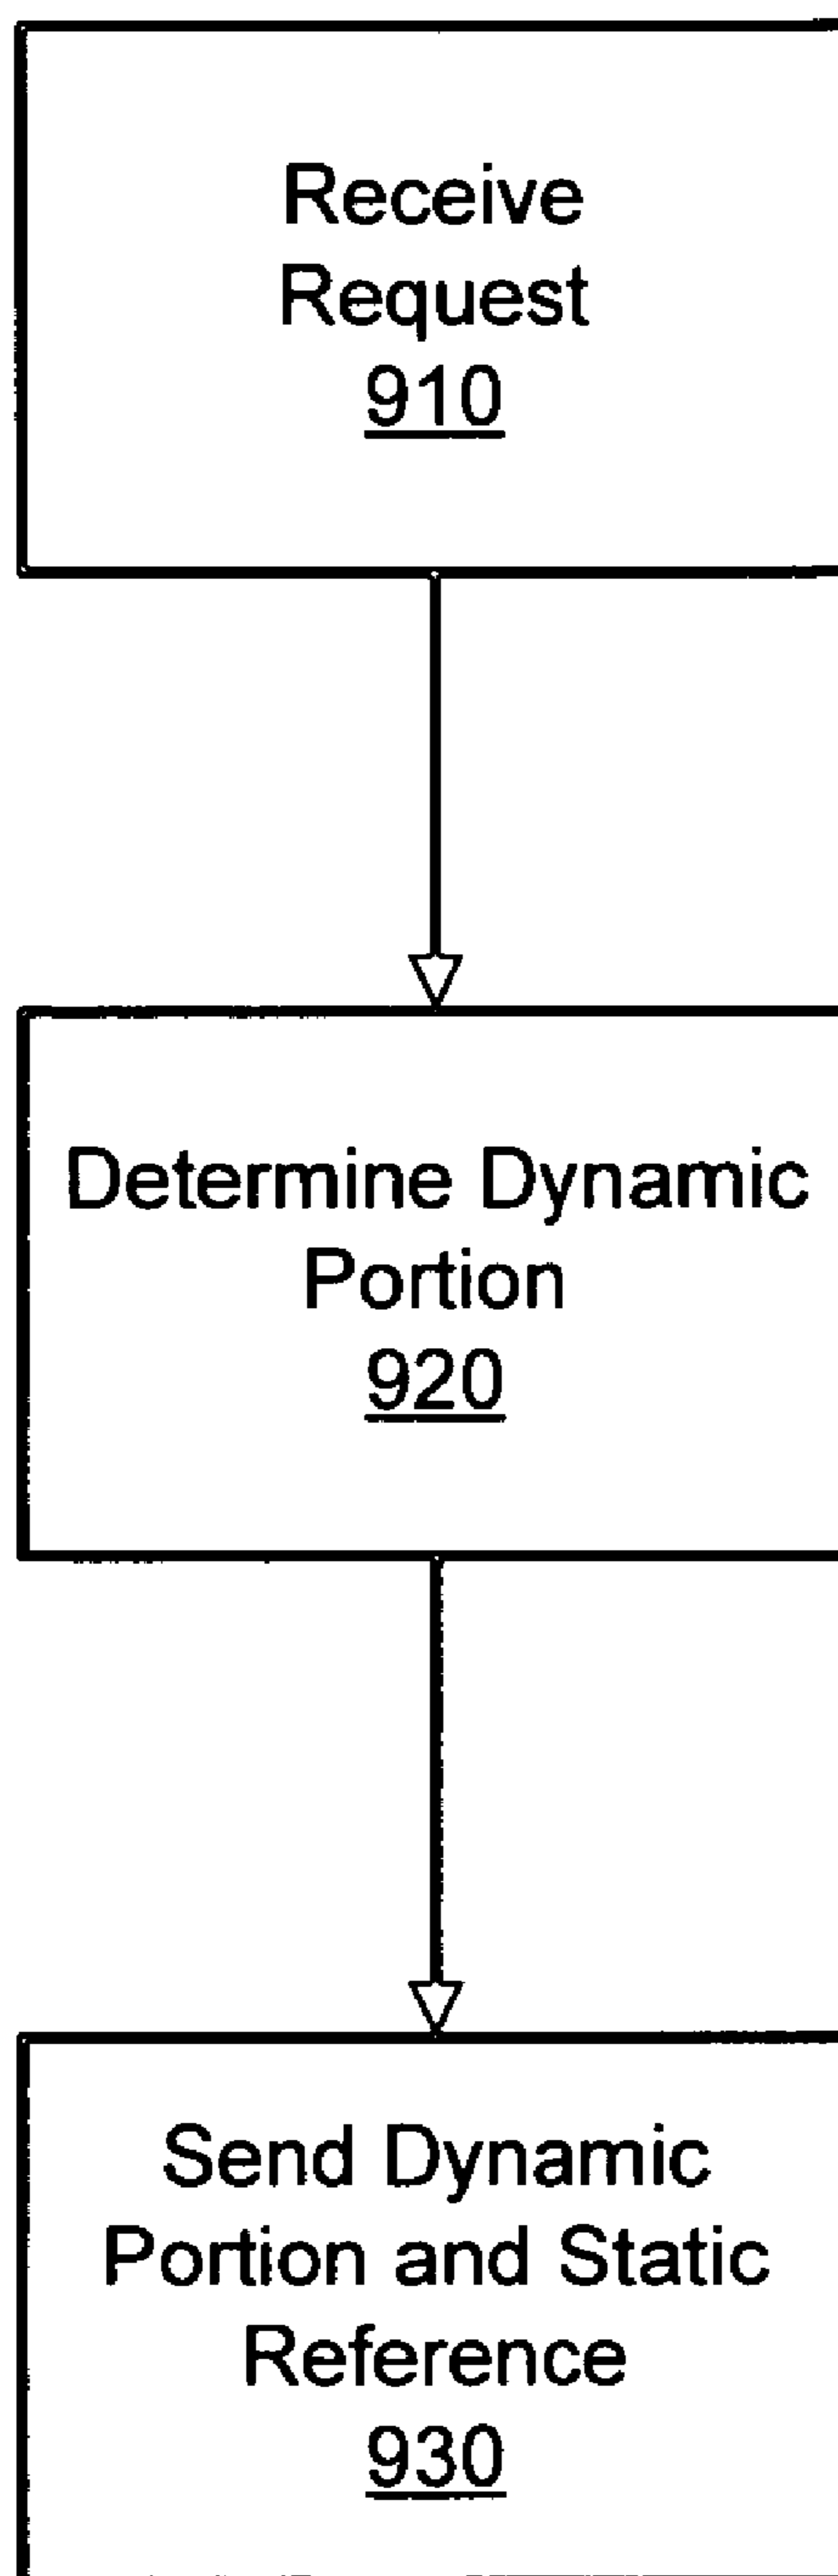 Receive
Request
910
Determine Dynamic
Portion
920
Send Dynamic
Portion and Static
Reference
930